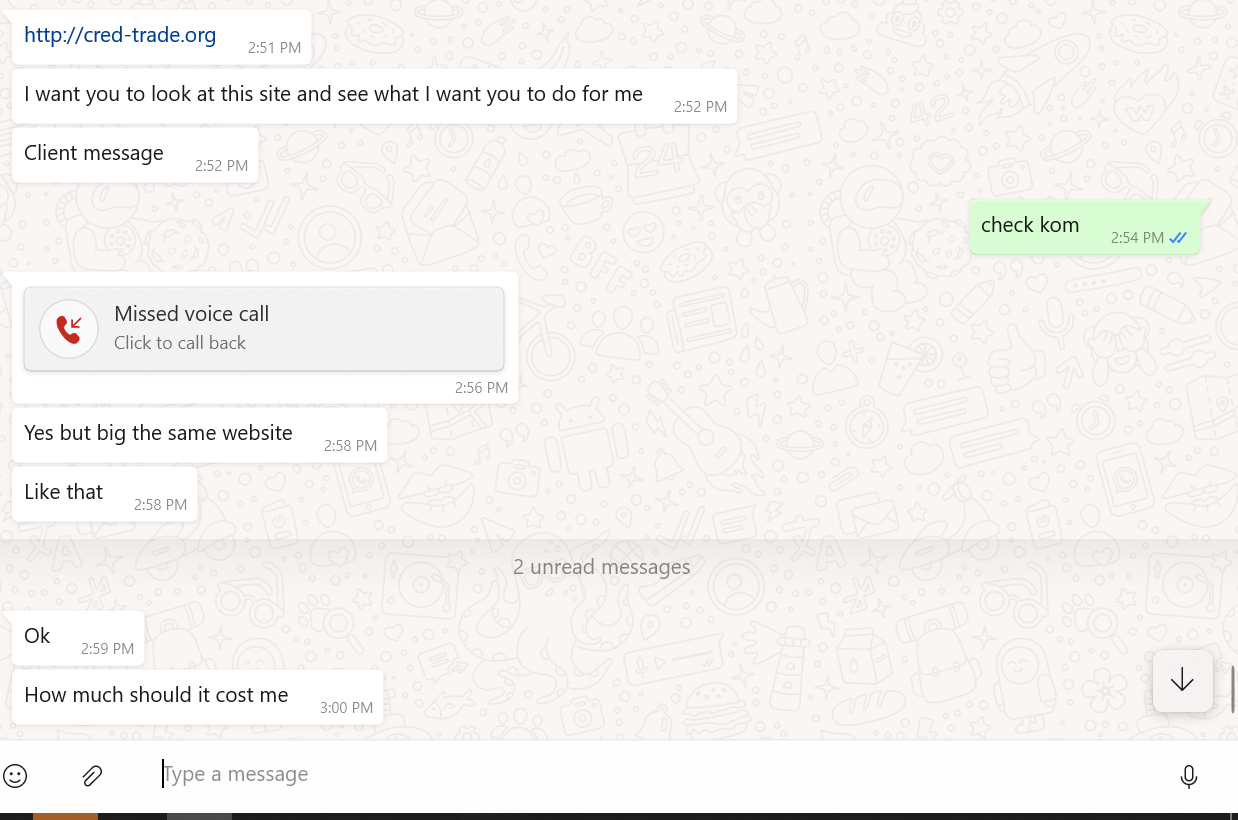 http://cred-trade.org
2:51 PM
I want you to look at this site and see what I want you to do for me
2:52 PM
Client message
2:52 PM
check kom
2:54 PM
Missed voice call
Click to call back
2:56 PM
Yes but big the same website
2:58 PM
Like that
2:58 PM
2 unread messages
Ok
2:59 PM
How much should it cost me
3:00 PM
Type a message